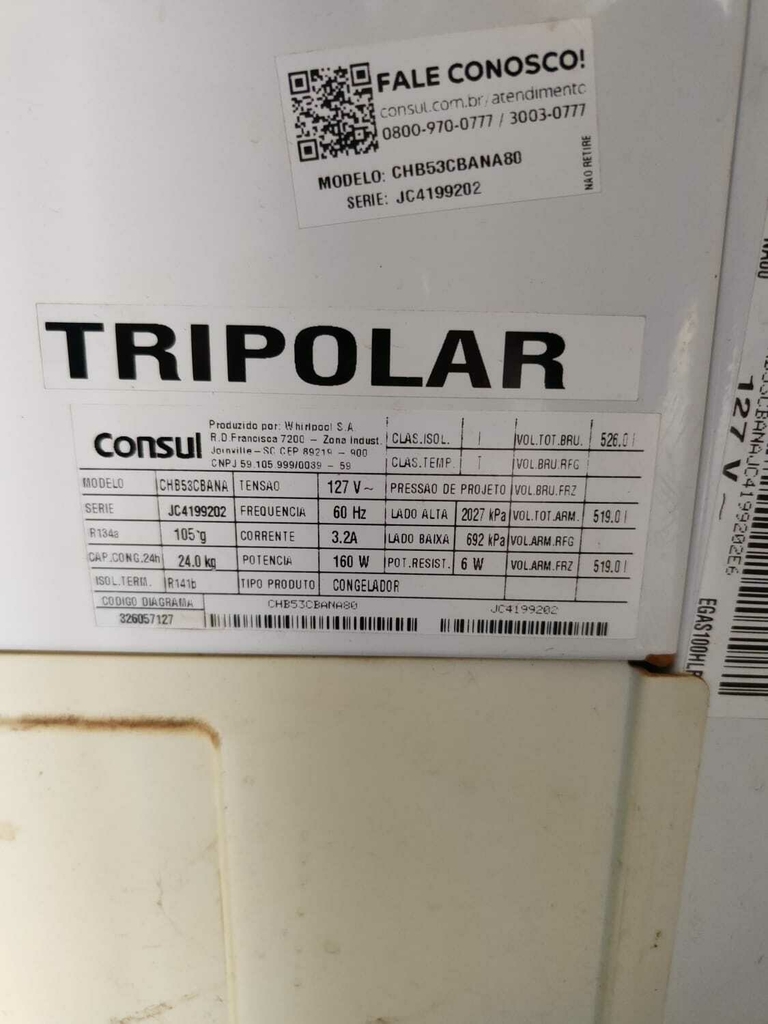 FALE CONOSCO!
consul.com.br/atendimento
0800-970-0777 / 3003-0777
MODELO: CHB53CBANA80
SERIE: JC4199202
NAO RETIRE
TRIPOLAR
Consul
Produzido por: Whirlpool S.A
R.D.Francisca 7200 - Zona Indust.
Joinville-SC CEP 89219 - 900
CNPJ 59.105.999/0039 - 59
CLAS.ISOL. I VOL.TOT.BRU. 526.0 l
CLAS.TEMP. T VOL.BRU.RFG
MODELO CHB53CBANA TENSAO 127 V~ PRESSAO DE PROJETO VOL.BRU.FRZ
SERIE JC4199202 FREQUENCIA 60 Hz LADO ALTA 2027 kPa VOL.TOT.ARM. 519.0 l
R134a 105 g CORRENTE 3.2A LADO BAIXA 692 kPa VOL.ARM.RFG
CAP.CONG.24h 24.0 kg POTENCIA 160 W POT.RESIST. 6 W VOL.ARM.FRZ 519.0 l
ISOL.TERM. R141b TIPO PRODUTO CONGELADOR
CODIGO DIAGRAMA CHB53CBANA80 JC4199202
326057127
127 V ~
EGAS100HL